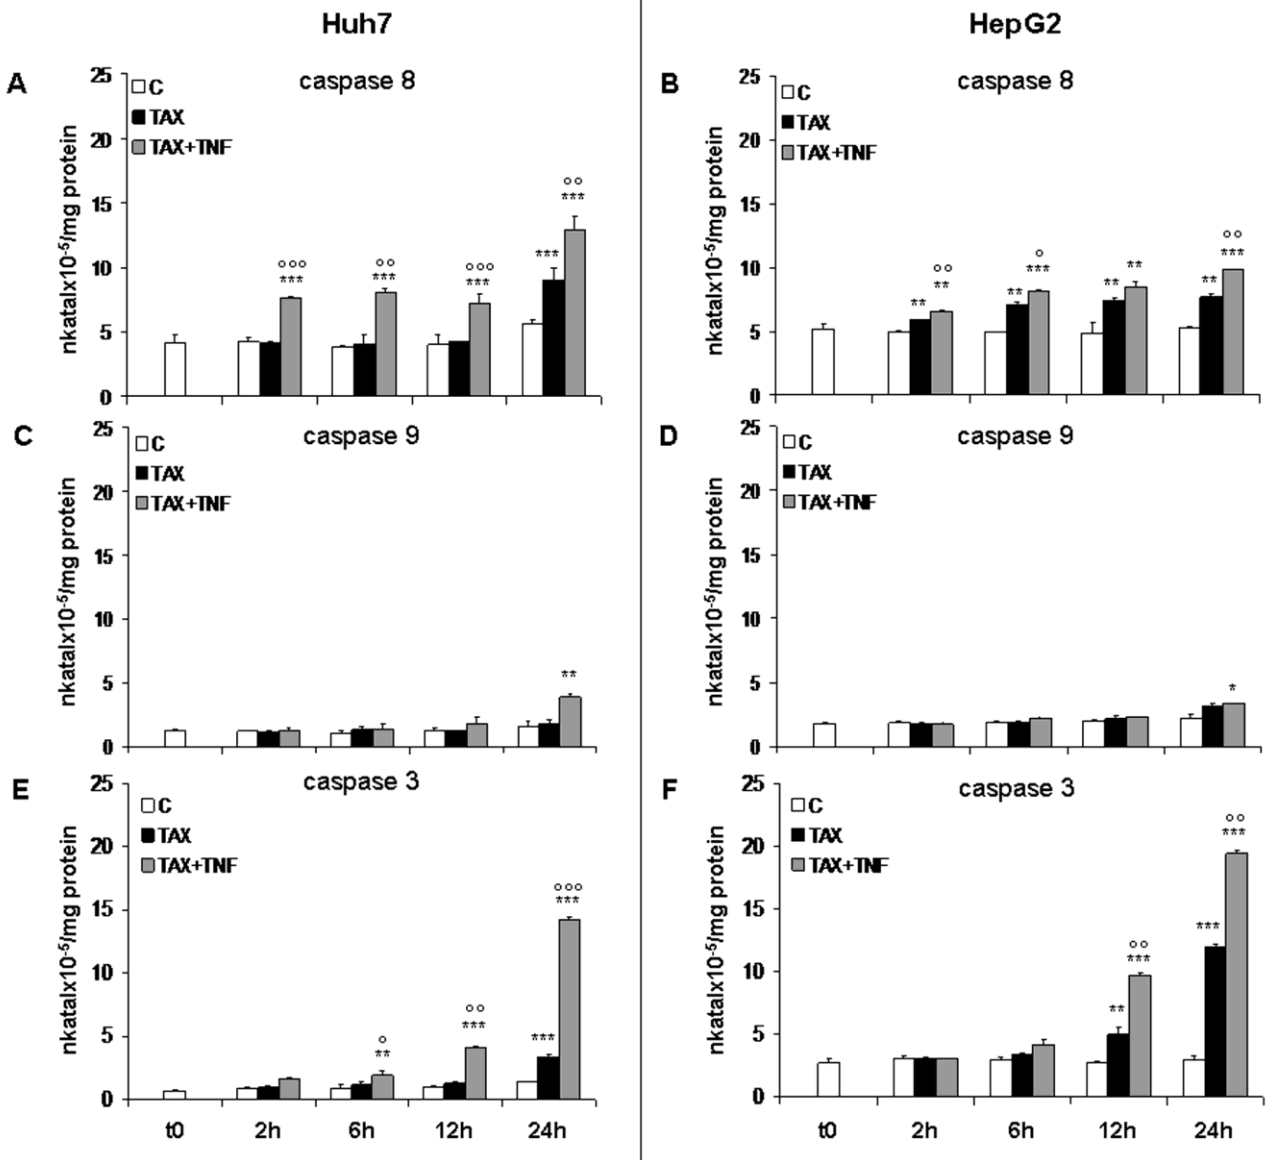 Huh7
HepG2
A
caspase 8
nkatalx10-5/mg protein
25
20
15
10
5
0
C
TAX
TAX+TNF
°°°
***
°°
***
°°°
***
***
°°
***
B
caspase 8
nkatalx10-5/mg protein
25
20
15
10
5
0
C
TAX
TAX+TNF
**
°°
**
**
°
***
**
**
**
°°
***
C
caspase 9
nkatalx10-5/mg protein
25
20
15
10
5
0
C
TAX
TAX+TNF
**
D
caspase 9
nkatalx10-5/mg protein
25
20
15
10
5
0
C
TAX
TAX+TNF
*
E
caspase 3
nkatalx10-5/mg protein
25
20
15
10
5
0
C
TAX
TAX+TNF
°
**
°°
***
***
°°°
***
t0 2h 6h 12h 24h
F
caspase 3
nkatalx10-5/mg protein
25
20
15
10
5
0
C
TAX
TAX+TNF
**
°°
***
***
°°
***
t0 2h 6h 12h 24h